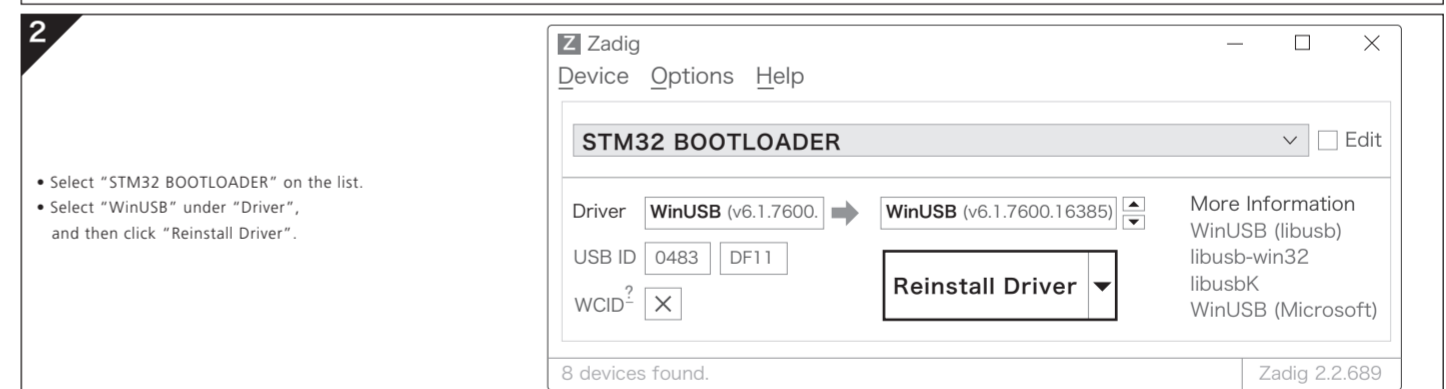 2
• Select “STM32 BOOTLOADER” on the list.
• Select “WinUSB” under “Driver”,
and then click “Reinstall Driver”.
Z Zadig
Device Options Help
STM32 BOOTLOADER
Edit
Driver WinUSB (v6.1.7600. WinUSB (v6.1.7600.16385)
USB ID 0483 DF11
WCID?
Reinstall Driver
More Information
WinUSB (libusb)
libusb-win32
libusbK
WinUSB (Microsoft)
8 devices found.
Zadig 2.2.689